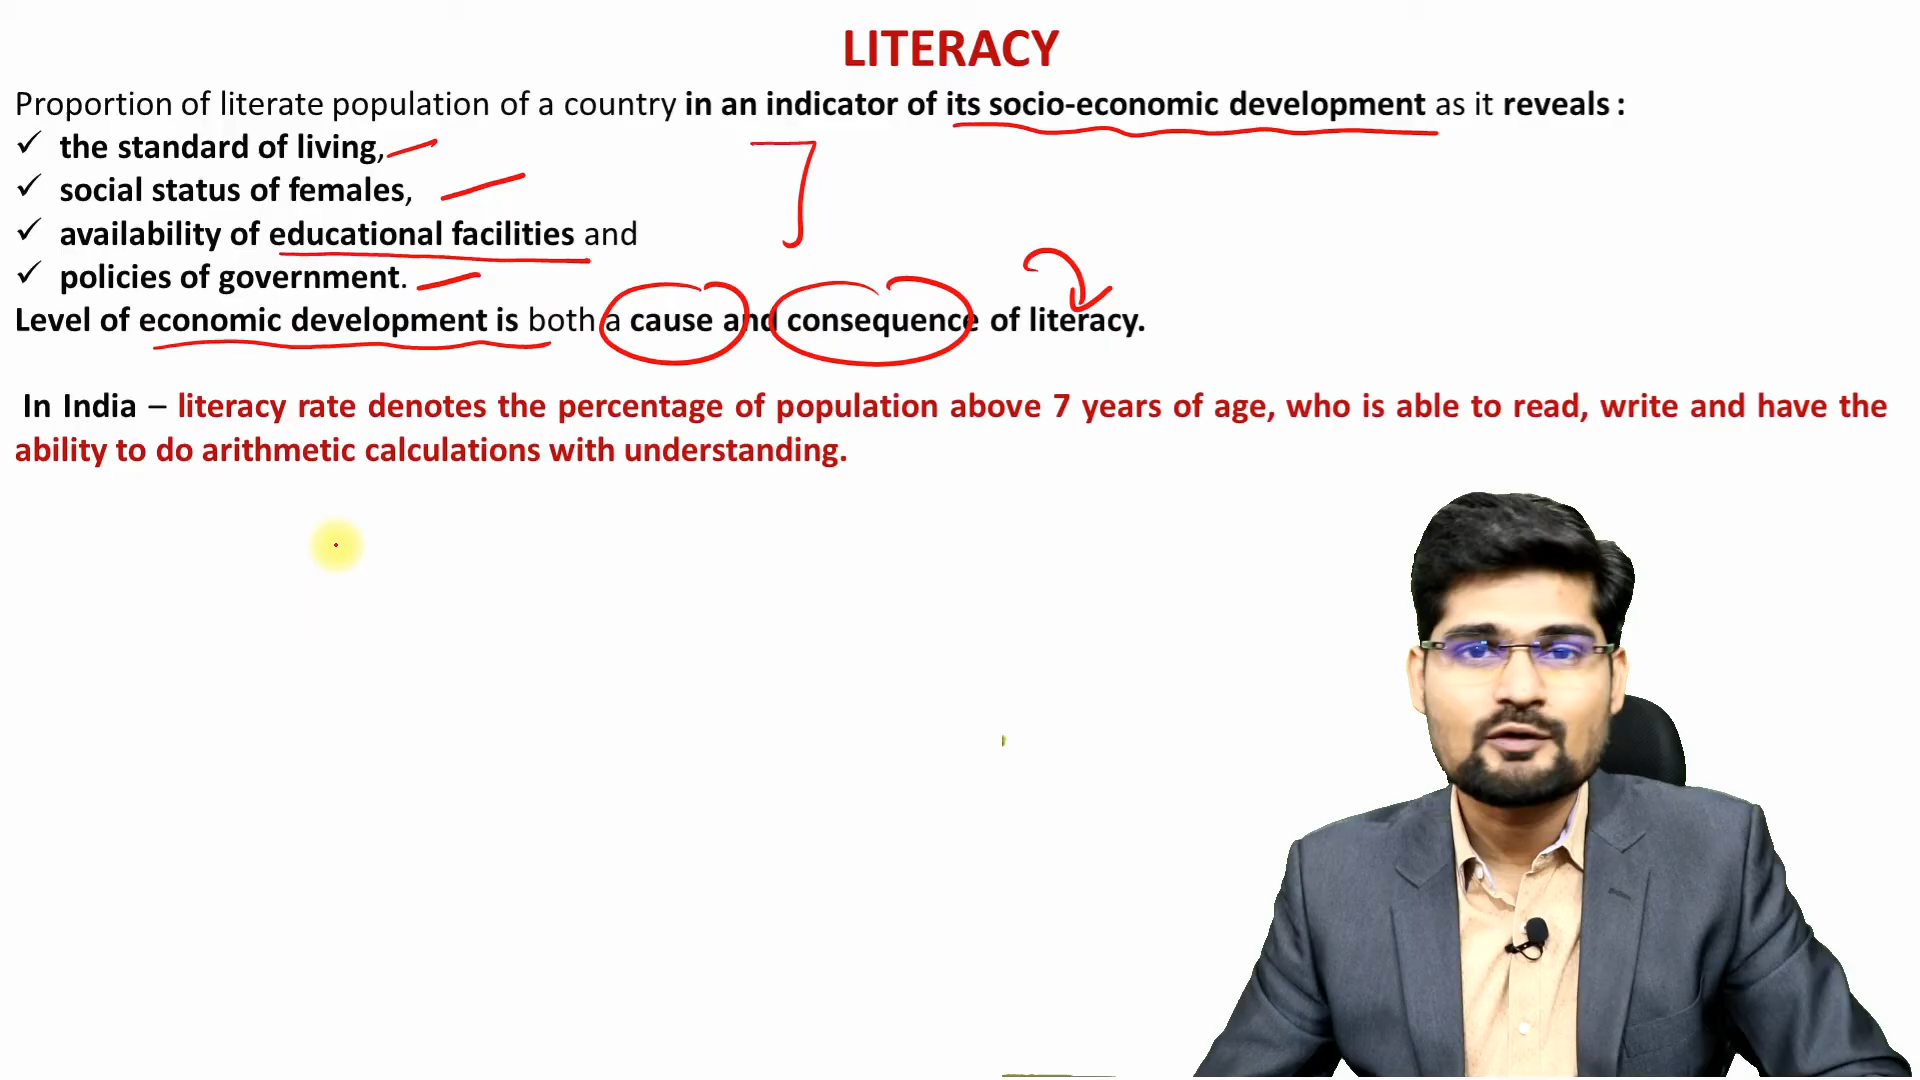 LITERACY
Proportion of literate population of a country in an indicator of its socio-economic development as it reveals :
✓ the standard of living,
✓ social status of females,
✓ availability of educational facilities and
✓ policies of government.
Level of economic development is both a cause and consequence of literacy.
In India – literacy rate denotes the percentage of population above 7 years of age, who is able to read, write and have the
ability to do arithmetic calculations with understanding.